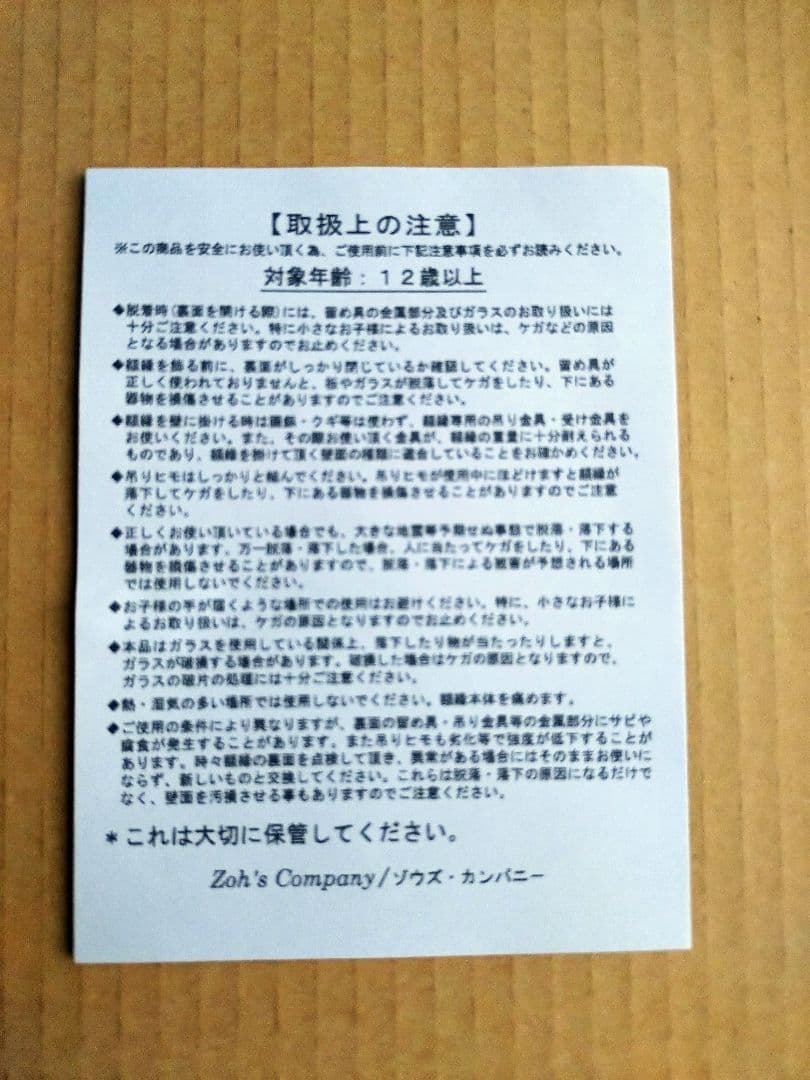 【取扱上の注意】
※この商品を安全にお使い頂く為、ご使用前に下記注意事項を必ずお読みください。
対象年齢：１２歳以上
◆脱着時(裏面を開ける際)には、留め具の金属部分及びガラスのお取り扱いには
十分ご注意ください。特に小さなお子様によるお取り扱いは、ケガなどの原因
となる場合がありますのでお止めください。
◆額縁を飾る前に、裏面がしっかり閉じているか確認してください。留め具が
正しく使われておりませんと、板やガラスが脱落してケガをしたり、下にある
器物を損傷させることがありますのでご注意ください。
◆額縁を壁に掛ける時は画鋲・クギ等は使わず、額縁専用の吊り金具・受け金具を
お使いください。また、その際お使い頂く金具が、額縁の重量に十分耐えられる
ものであり、額縁を掛けて頂く壁面の種類に適合していることをお確かめください。
◆吊りヒモはしっかりと結んでください。吊りヒモが使用中にほどけますと額縁が
落下してケガをしたり、下にある器物を損傷させることがありますのでご注意
ください。
◆正しくお使い頂いている場合でも、大きな地震等予期せぬ事態で脱落・落下する
場合があります。万一脱落・落下した場合、人に当たってケガをしたり、下にある
器物を損傷させることがありますので、脱落・落下による被害が予想される場所
では使用しないでください。
◆お子様の手が届くような場所での使用はお避けください。特に、小さなお子様に
よるお取り扱いは、ケガの原因となりますのでお止めください。
◆本品はガラスを使用している関係上、落下したり物が当たったりしますと、
ガラスが破損する場合があります。破損した場合はケガの原因となりますので、
ガラスの破片の処理には十分ご注意ください。
◆熱・湿気の多い場所では使用しないでください。額縁本体を痛めます。
◆ご使用の条件により異なりますが、裏面の留め具・吊り金具等の金属部分にサビや
腐食が発生することがあります。また吊りヒモも劣化等で強度が低下することが
あります。時々額縁の裏面を点検して頂き、異常がある場合にはそのままお使いに
ならず、新しいものと交換してください。これらは脱落・落下の原因になるだけで
なく、壁面を汚損させる事もありますのでご注意ください。
＊これは大切に保管してください。
Zoh's Company/ゾウズ・カンパニー